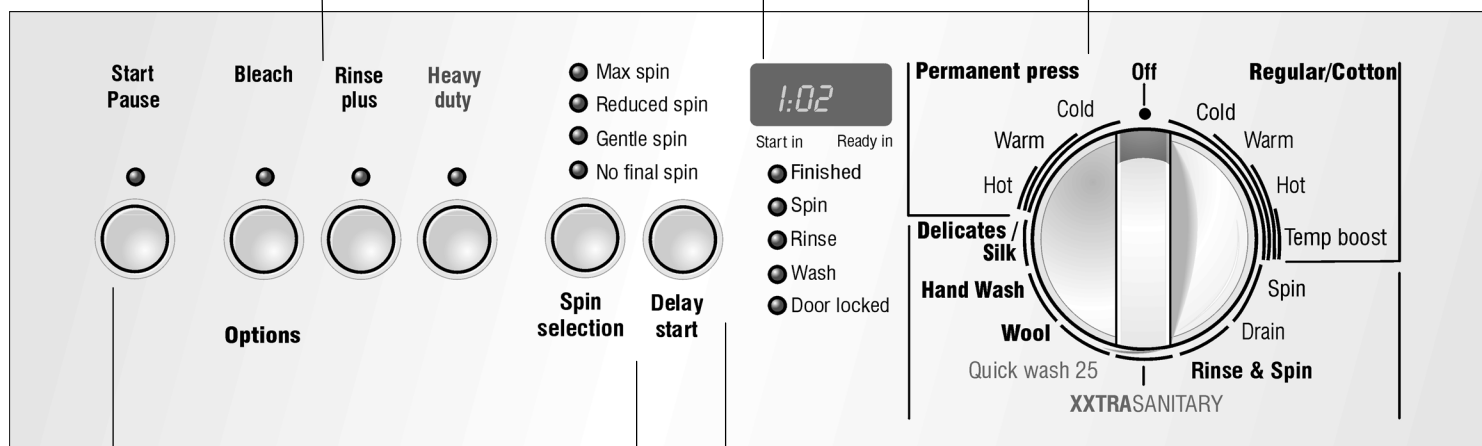 Start
Pause
Bleach
Rinse
plus
Heavy
duty
Options
Max spin
Reduced spin
Gentle spin
No final spin
Spin
selection
Delay
start
1:02
Start in
Ready in
Finished
Spin
Rinse
Wash
Door locked
Permanent press
Off
Regular/Cotton
Cold
Warm
Hot
Delicates /
Silk
Hand Wash
Wool
Quick wash 25
XXTRASANITARY
Cold
Warm
Hot
Temp boost
Spin
Drain
Rinse & Spin